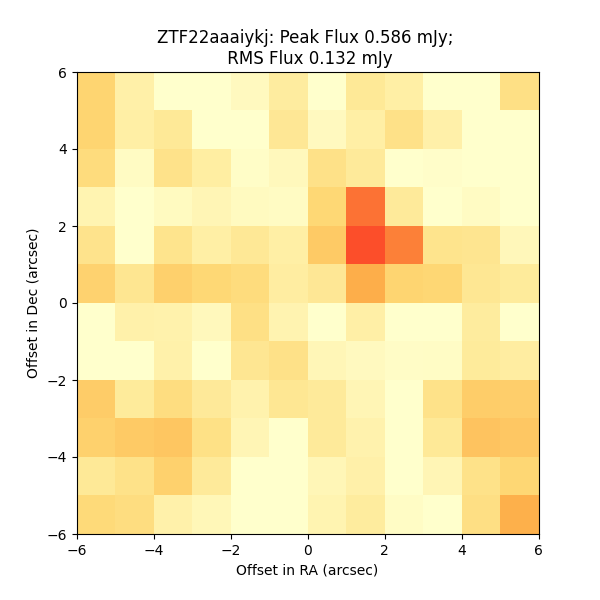 ZTF22aaaiykj: Peak Flux 0.586 mJy;
RMS Flux 0.132 mJy
6
4
2
0
−2
−4
−6
Offset in Dec (arcsec)
−6 −4 −2 0 2 4 6
Offset in RA (arcsec)